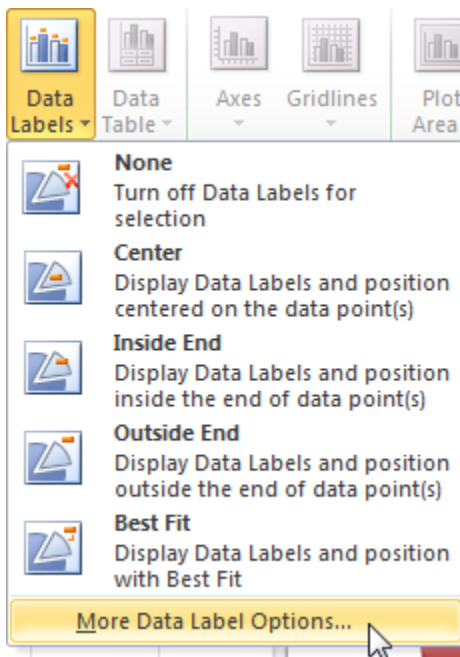 Data Data Axes Gridlines Plot
Labels Table Area
None
Turn off Data Labels for
selection
Center
Display Data Labels and position
centered on the data point(s)
Inside End
Display Data Labels and position
inside the end of data point(s)
Outside End
Display Data Labels and position
outside the end of data point(s)
Best Fit
Display Data Labels and position
with Best Fit
More Data Label Options...